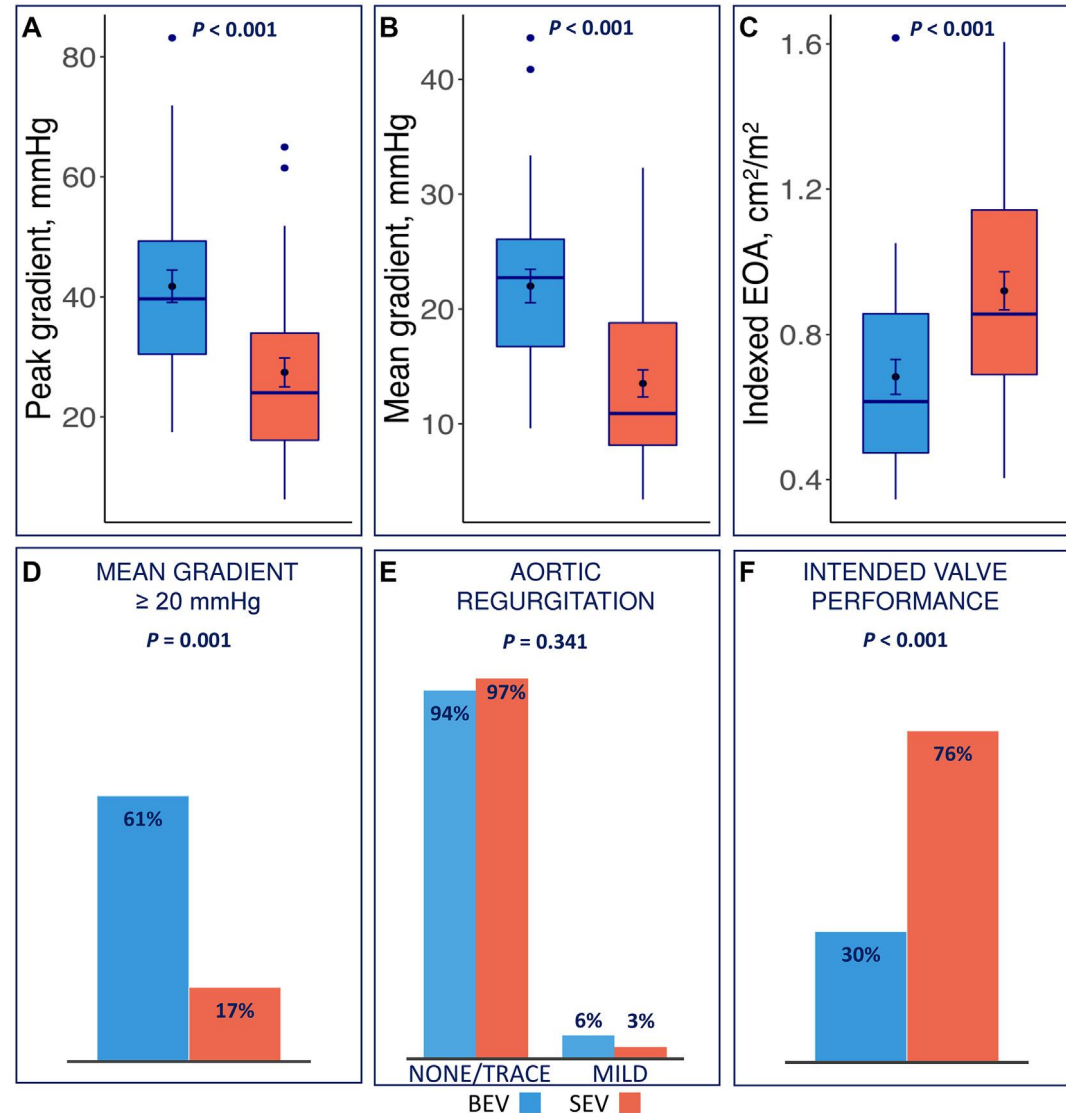 A
P < 0.001
Peak gradient, mmHg
80
60
40
20
B
P < 0.001
Mean gradient, mmHg
40
30
20
10
C
P < 0.001
Indexed EOA, cm²/m²
1.6
1.2
0.8
0.4
D
MEAN GRADIENT
≥ 20 mmHg
P = 0.001
61%
17%
E
AORTIC
REGURGITATION
P = 0.341
94%
97%
6%
3%
NONE/TRACE
MILD
F
INTENDED VALVE
PERFORMANCE
P < 0.001
30%
76%
BEV
SEV